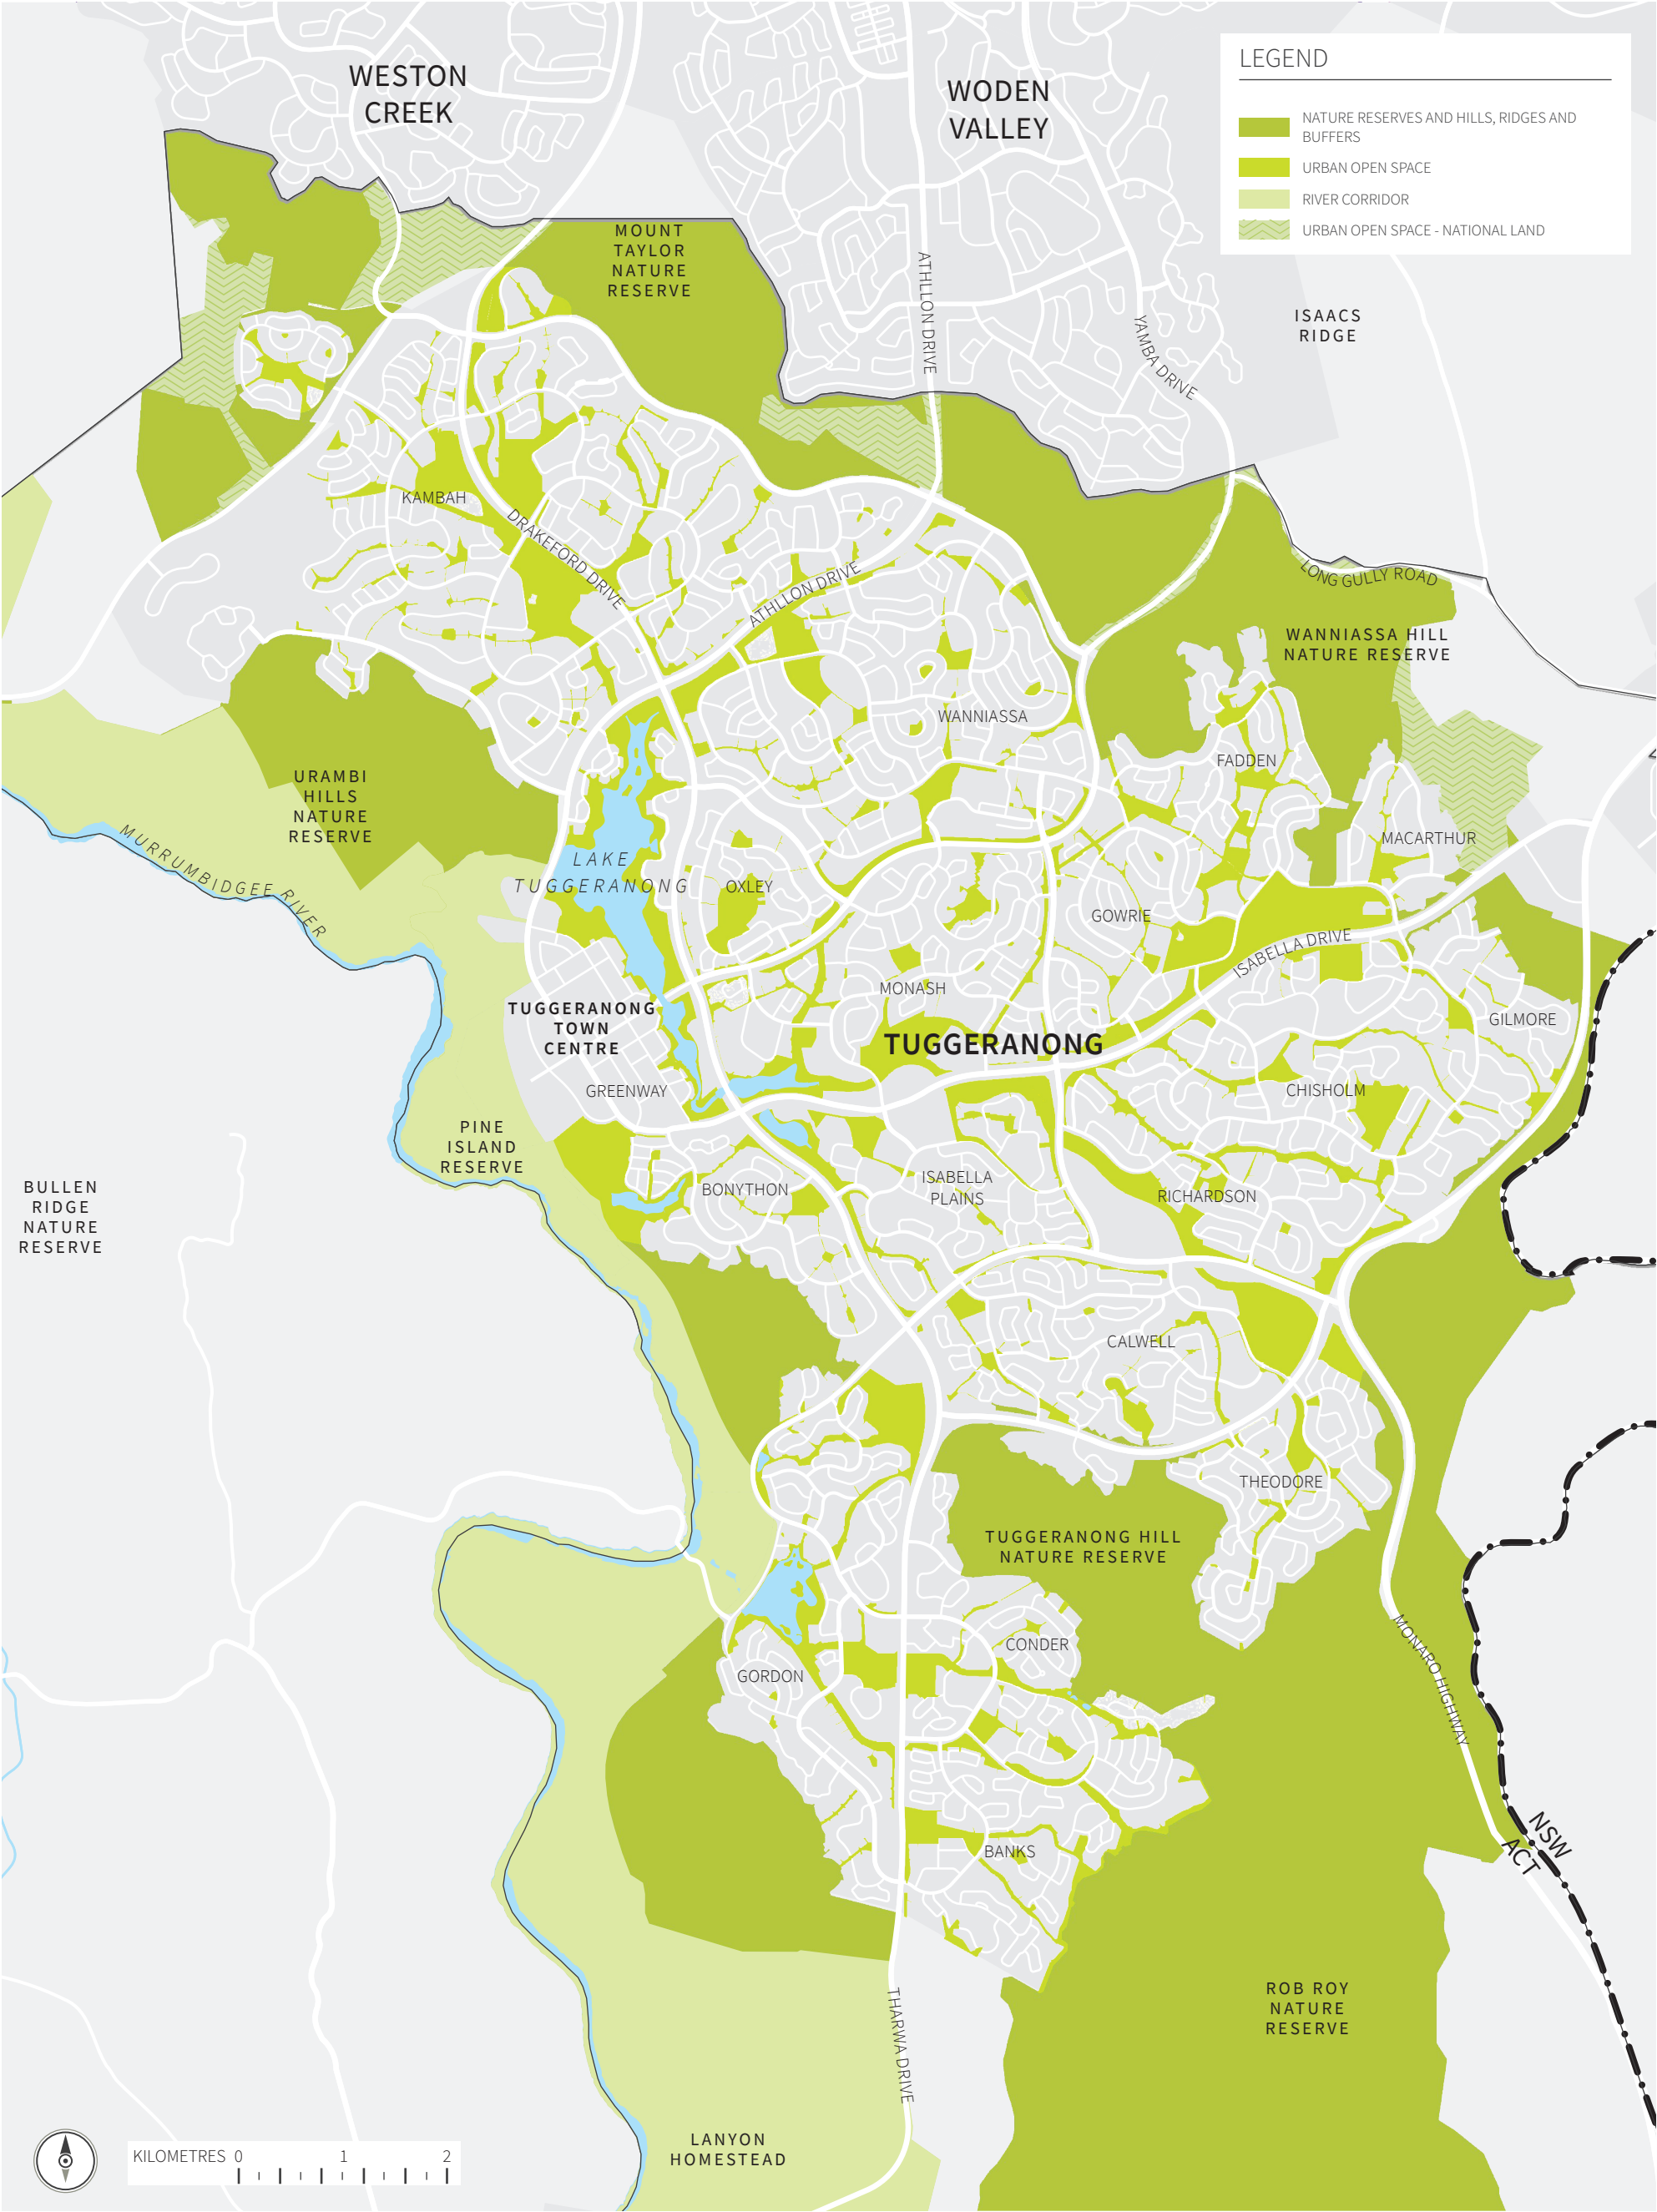 WESTON
CREEK
WODEN
VALLEY
LEGEND
NATURE RESERVES AND HILLS, RIDGES AND
BUFFERS
URBAN OPEN SPACE
RIVER CORRIDOR
URBAN OPEN SPACE - NATIONAL LAND
MOUNT
TAYLOR
NATURE
RESERVE
ATHLLON DRIVE
YAMBA DRIVE
ISAACS
RIDGE
KAMBAH
DRAKEFORD DRIVE
ATHLLON DRIVE
LONG GULLY ROAD
WANNIASSA HILL
NATURE RESERVE
WANNIASSA
FADDEN
URAMBI
HILLS
NATURE
RESERVE
MACARTHUR
MURRUMBIDGEE RIVER
LAKE
TUGGERANONG
OXLEY
GOWRIE
ISABELLA DRIVE
MONASH
TUGGERANONG
TOWN
CENTRE
TUGGERANONG
GILMORE
GREENWAY
CHISHOLM
PINE
ISLAND
RESERVE
BULLEN
RIDGE
NATURE
RESERVE
BONYTHON
ISABELLA
PLAINS
RICHARDSON
CALWELL
THEODORE
TUGGERANONG HILL
NATURE RESERVE
CONDER
GORDON
MONARO HIGHWAY
NSW
ACT
BANKS
ROB ROY
NATURE
RESERVE
THARWA DRIVE
LANYON
HOMESTEAD
KILOMETRES 0 1 2